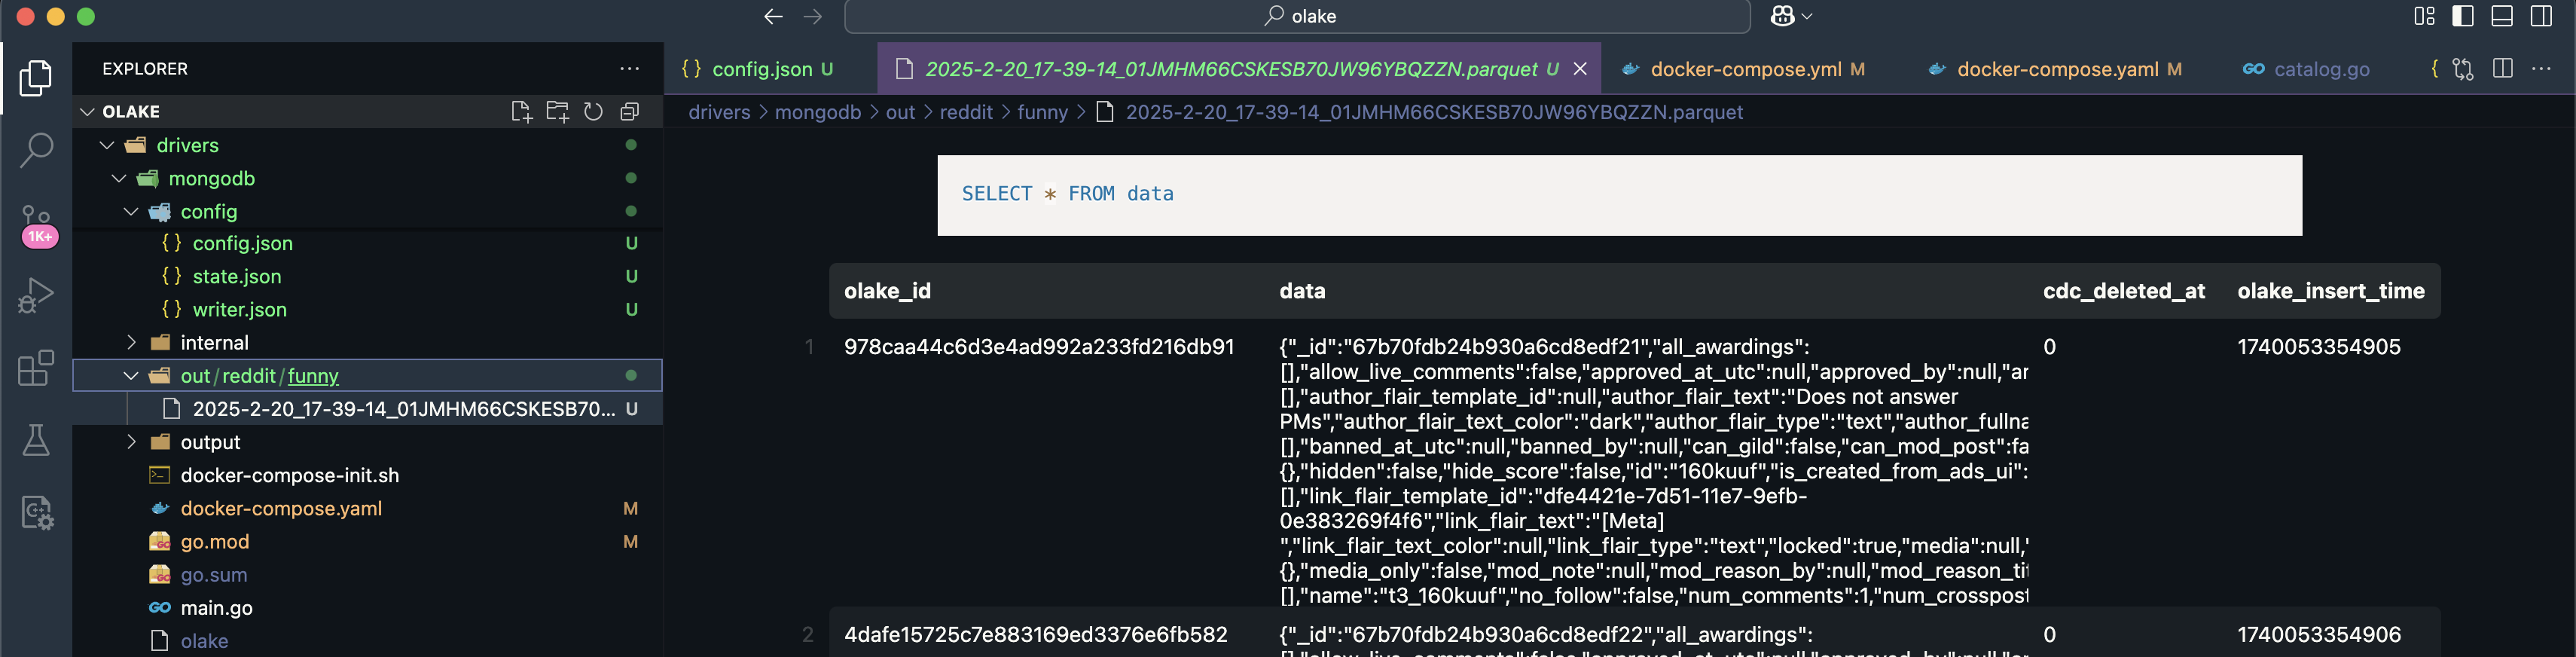 olake
EXPLORER
OLAKE
drivers
mongodb
config
config.json U
state.json U
writer.json U
internal
out/reddit/funny
2025-2-20_17-39-14_01JMHM66CSKESB70... U
output
docker-compose-init.sh
docker-compose.yaml M
go.mod M
go.sum
main.go
olake
1K+
{} config.json U
2025-2-20_17-39-14_01JMHM66CSKESB70JW96YBQZZN.parquet U
docker-compose.yml M
docker-compose.yaml M
catalog.go
drivers > mongodb > out > reddit > funny > 2025-2-20_17-39-14_01JMHM66CSKESB70JW96YBQZZN.parquet
SELECT * FROM data
olake_id data cdc_deleted_at olake_insert_time
1 978caa44c6d3e4ad992a233fd216db91 {"_id":"67b70fdb24b930a6cd8edf21","all_awardings": 0 1740053354905
[],"allow_live_comments":false,"approved_at_utc":null,"approved_by":null,"ar
[],"author_flair_template_id":null,"author_flair_text":"Does not answer
PMs","author_flair_text_color":"dark","author_flair_type":"text","author_fullna
[],"banned_at_utc":null,"banned_by":null,"can_gild":false,"can_mod_post":fa
{},"hidden":false,"hide_score":false,"id":"160kuuf","is_created_from_ads_ui":
[],"link_flair_template_id":"dfe4421e-7d51-11e7-9efb-
0e383269f4f6","link_flair_text":"[Meta]
","link_flair_text_color":null,"link_flair_type":"text","locked":true,"media":null,"
{},"media_only":false,"mod_note":null,"mod_reason_by":null,"mod_reason_tit
[],"name":"t3_160kuuf","no_follow":false,"num_comments":1,"num_crosspost
2 4dafe15725c7e883169ed3376e6fb582 {"_id":"67b70fdb24b930a6cd8edf22","all_awardings": 0 1740053354906